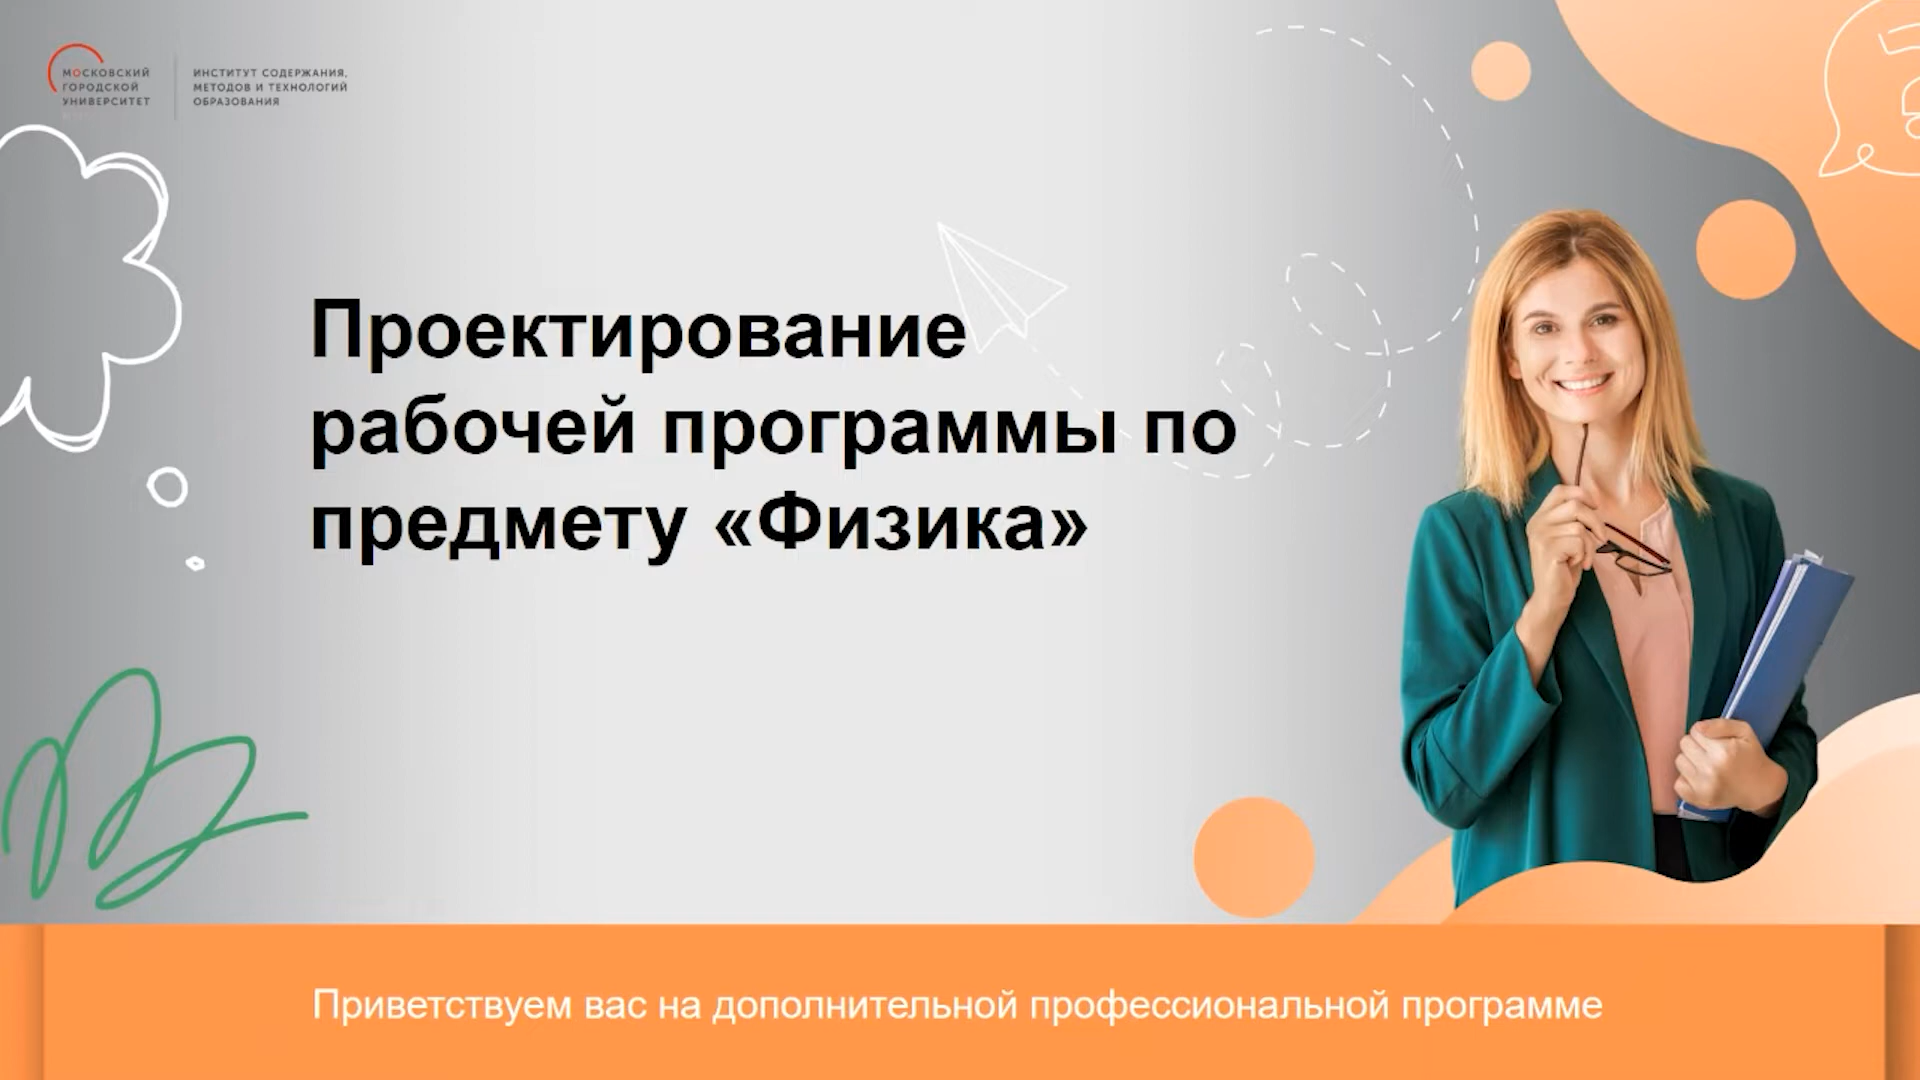 МОСКОВСКИЙ
ГОРОДСКОЙ
УНИВЕРСИТЕТ
ИНСТИТУТ СОДЕРЖАНИЯ,
МЕТОДОВ И ТЕХНОЛОГИЙ
ОБРАЗОВАНИЯ
Проектирование
рабочей программы по
предмету «Физика»
Приветствуем вас на дополнительной профессиональной программе